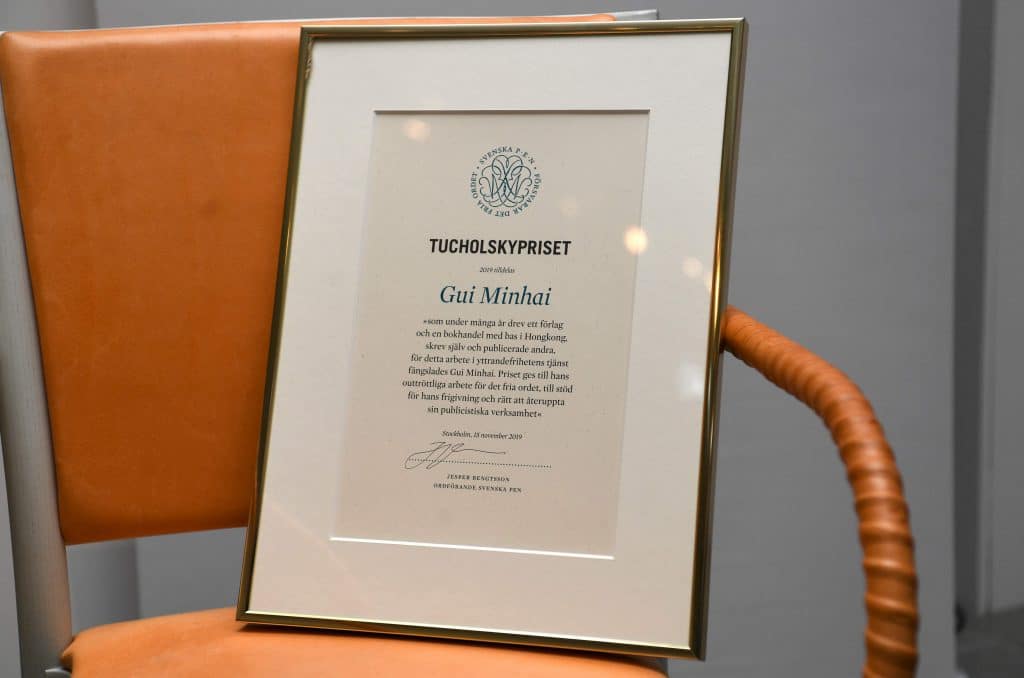 SVENSKA P·E·N · FÖRSVARAR DET FRIA ORDET ·
TUCHOLSKYPRISET
2019 tilldelas
Gui Minhai
»som under många år drev ett förlag
och en bokhandel med bas i Hongkong,
skrev själv och publicerade andra,
för detta arbete i yttrandefrihetens tjänst
fängslades Gui Minhai. Priset ges till hans
outtröttliga arbete för det fria ordet, till stöd
för hans frigivning och rätt att återuppta
sin publicistiska verksamhet«
Stockholm, 18 november 2019
JESPER BENGTSSON
ORDFÖRANDE SVENSKA PEN